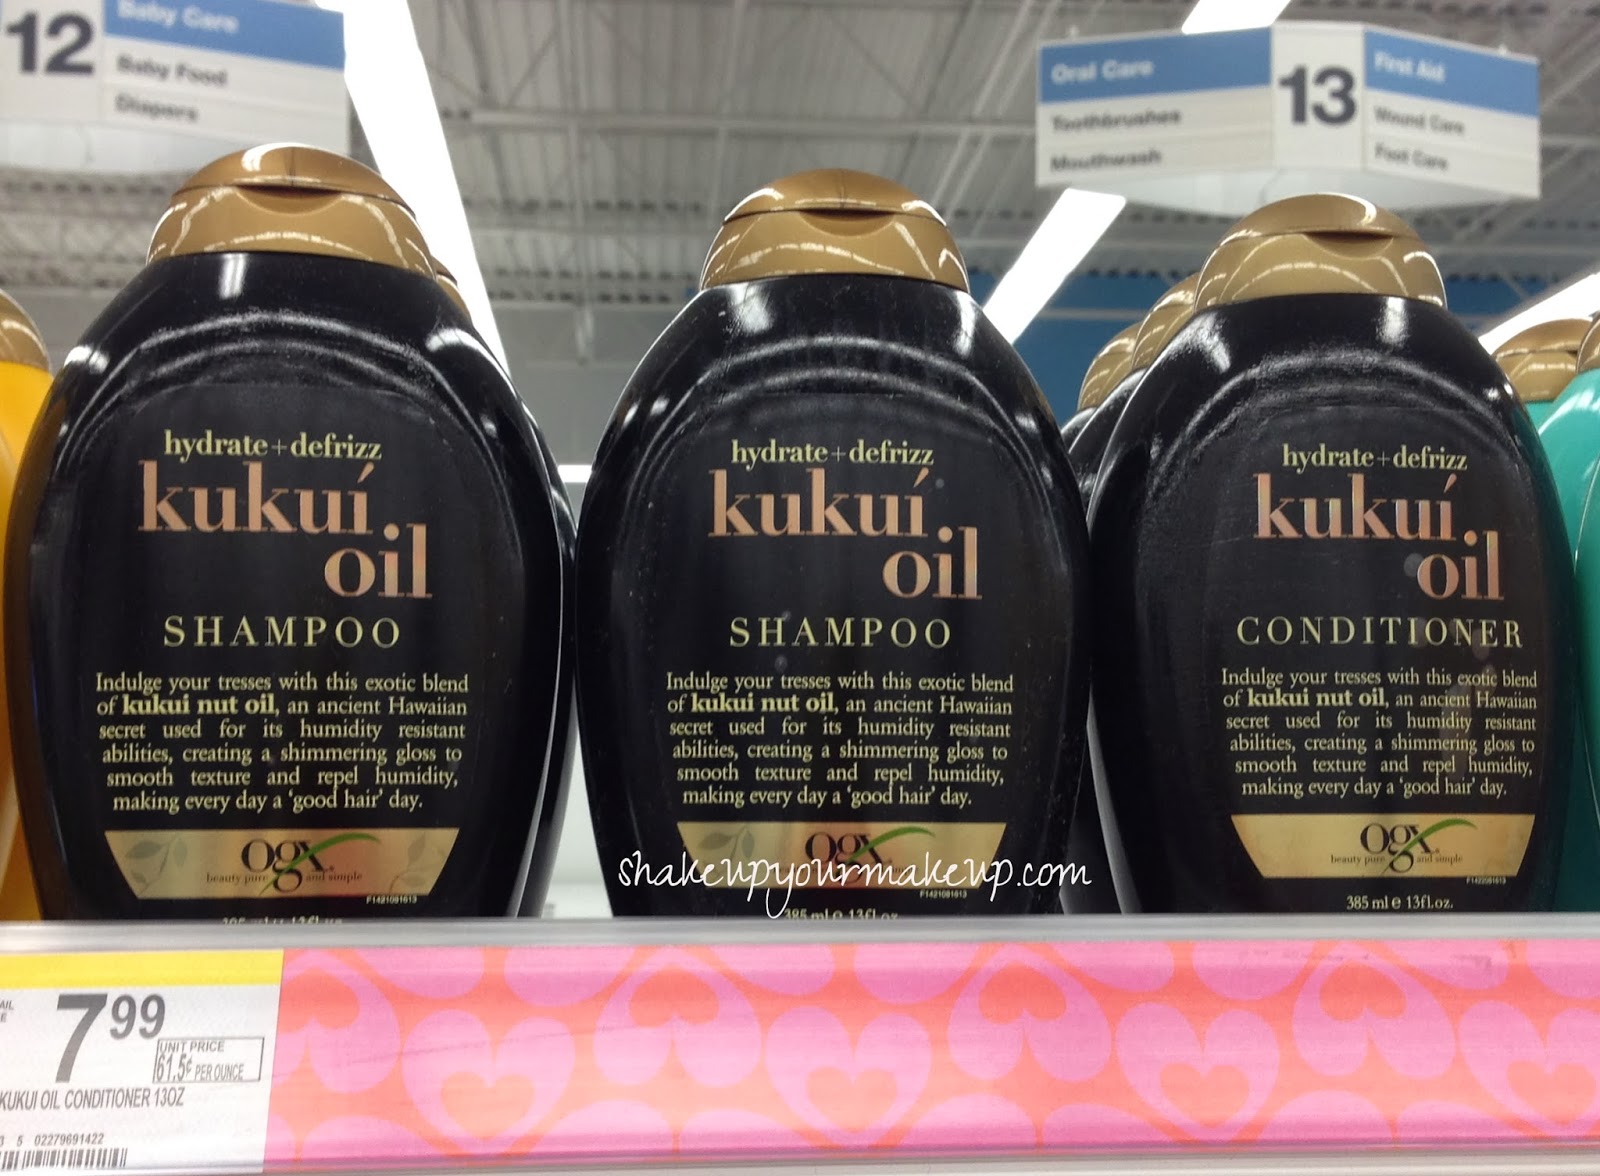 12
Baby Care
Baby Food
Diapers
Oral Care
Toothbrushes
Mouthwash
13
First Aid
Wound Care
Foot Care
hydrate+defrizz
kukuí
oil
SHAMPOO
Indulge your tresses with this exotic blend
of kukui nut oil, an ancient Hawaiian
secret used for its humidity resistant
abilities, creating a shimmering gloss to
smooth texture and repel humidity,
making every day a 'good hair' day.
ogx
beauty pure and simple
F1421081613
385 ml e 13fl.oz.
hydrate+defrizz
kukuí
oil
SHAMPOO
Indulge your tresses with this exotic blend
of kukui nut oil, an ancient Hawaiian
secret used for its humidity resistant
abilities, creating a shimmering gloss to
smooth texture and repel humidity,
making every day a 'good hair' day.
ogx
F1421081613
385 ml e 13fl.oz.
hydrate+defrizz
kukuí
oil
CONDITIONER
Indulge your tresses with this exotic blend
of kukui nut oil, an ancient Hawaiian
secret used for its humidity resistant
abilities, creating a shimmering gloss to
smooth texture and repel humidity,
making every day a 'good hair' day.
ogx
beauty pure and simple
F1422081613
385 ml e 13fl.oz.
shakeupyourmakeup.com
7.99
UNIT PRICE
61.5¢ PER OUNCE
KUKUI OIL CONDITIONER 13OZ
5 02279691422